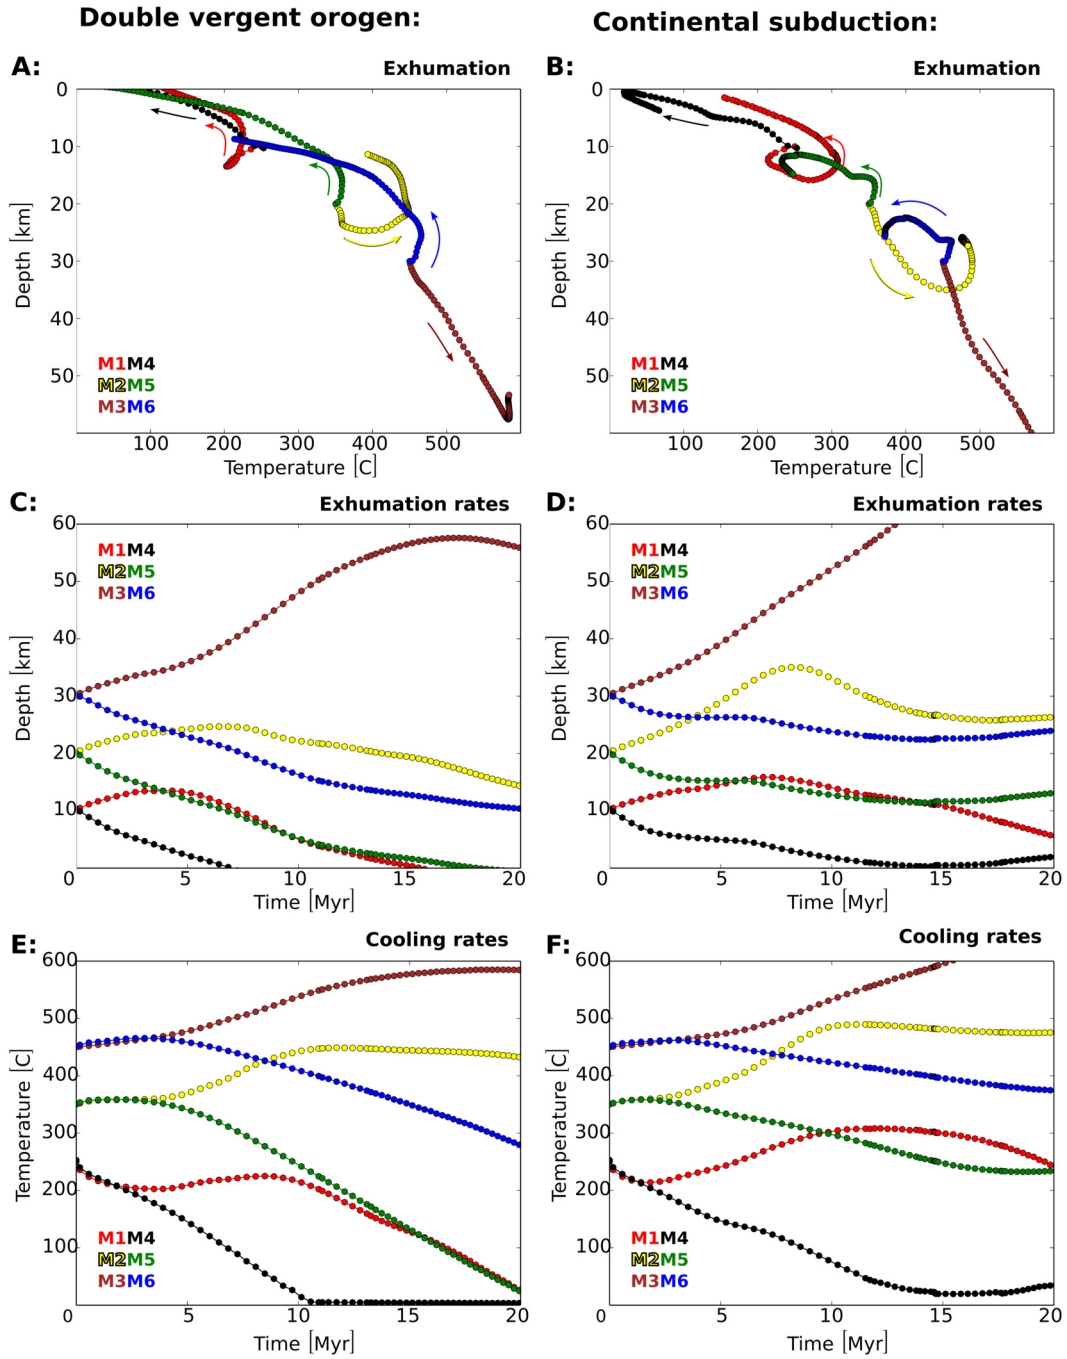 Double vergent orogen:
Continental subduction:
A:
Exhumation
0
10
20
30
40
50
Depth [km]
M1M4
M2M5
M3M6
100 200 300 400 500
Temperature [C]
B:
Exhumation
0
10
20
30
40
50
Depth [km]
M1M4
M2M5
M3M6
100 200 300 400 500
Temperature [C]
C:
Exhumation rates
60
50
40
30
20
10
Depth [km]
M1M4
M2M5
M3M6
0 5 10 15 20
Time [Myr]
D:
Exhumation rates
60
50
40
30
20
10
Depth [km]
M1M4
M2M5
M3M6
0 5 10 15 20
Time [Myr]
E:
Cooling rates
600
500
400
300
200
100
Temperature [C]
M1M4
M2M5
M3M6
0 5 10 15 20
Time [Myr]
F:
Cooling rates
600
500
400
300
200
100
Temperature [C]
M1M4
M2M5
M3M6
0 5 10 15 20
Time [Myr]